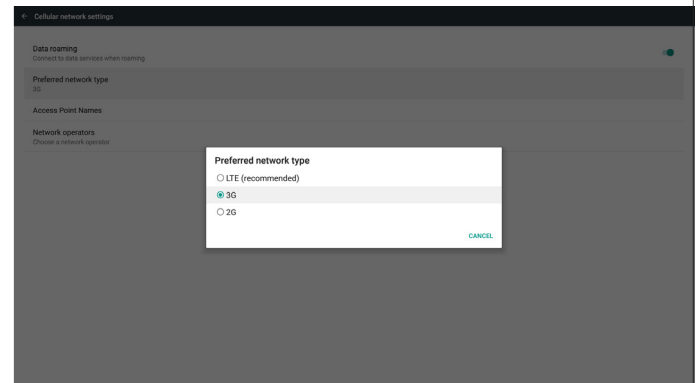 Cellular network settings
Data roaming
Connect to data services when roaming
Preferred network type
3G
Access Point Names
Network operators
Choose a network operator
Preferred network type
LTE (recommended)
3G
2G
CANCEL